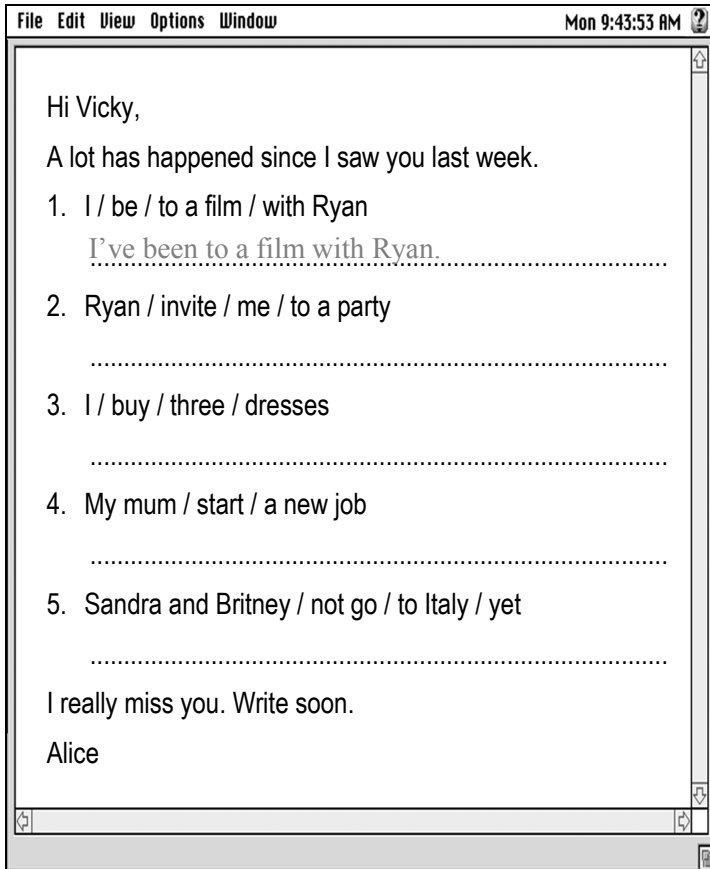 File Edit View Options Window Mon 9:43:53 AM ?
Hi Vicky,
A lot has happened since I saw you last week.
1. I / be / to a film / with Ryan
I’ve been to a film with Ryan.
2. Ryan / invite / me / to a party
3. I / buy / three / dresses
4. My mum / start / a new job
5. Sandra and Britney / not go / to Italy / yet
I really miss you. Write soon.
Alice